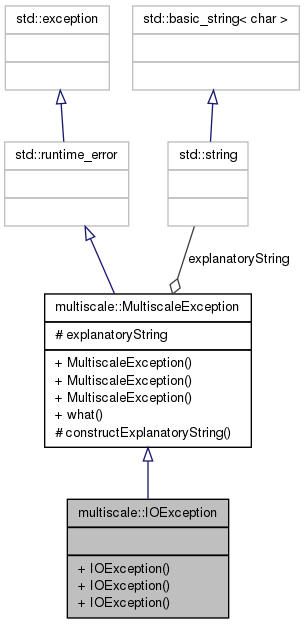 std::exception
std::basic_string< char >
std::runtime_error
std::string
explanatoryString
multiscale::MultiscaleException
# explanatoryString
+ MultiscaleException()
+ MultiscaleException()
+ MultiscaleException()
+ what()
# constructExplanatoryString()
multiscale::IOException
+ IOException()
+ IOException()
+ IOException()